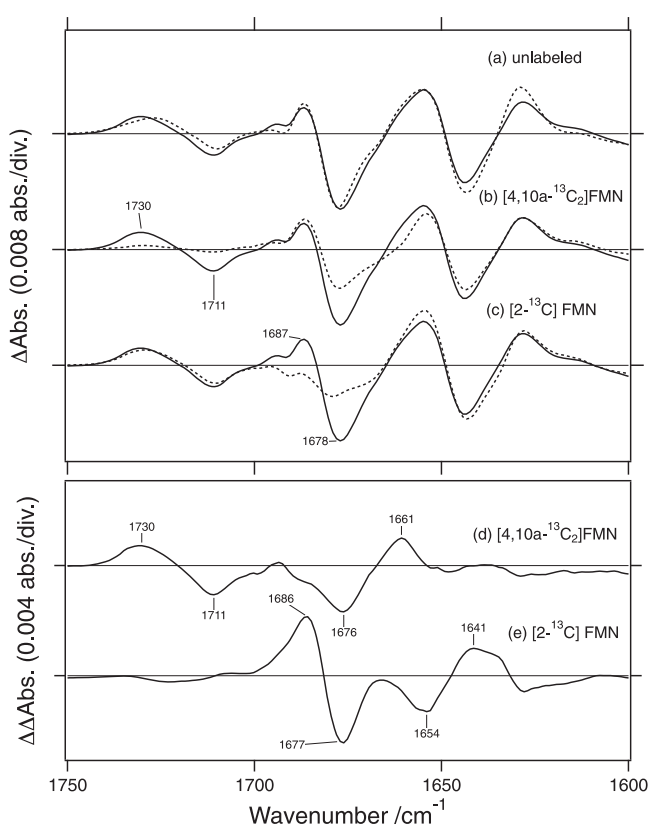 (a) unlabeled
ΔAbs. (0.008 abs./div.)
(b) [4,10a-¹³C₂]FMN
1730
1711
(c) [2-¹³C] FMN
1687
1678
ΔΔAbs. (0.004 abs./div.)
1730
1661
(d) [4,10a-¹³C₂]FMN
1711
1676
1686
1641
(e) [2-¹³C] FMN
1677
1654
1750
1700
1650
1600
Wavenumber /cm⁻¹